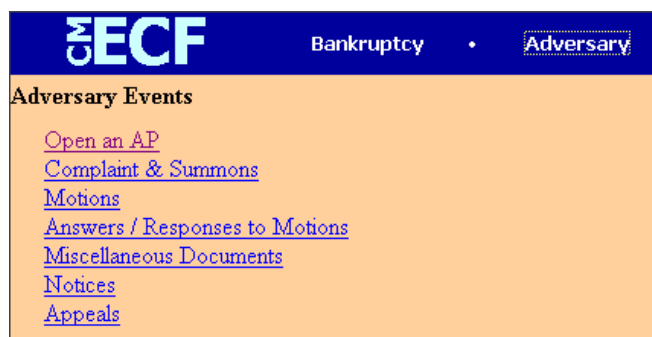 CM ECF Bankruptcy • Adversary
Adversary Events
Open an AP
Complaint & Summons
Motions
Answers / Responses to Motions
Miscellaneous Documents
Notices
Appeals